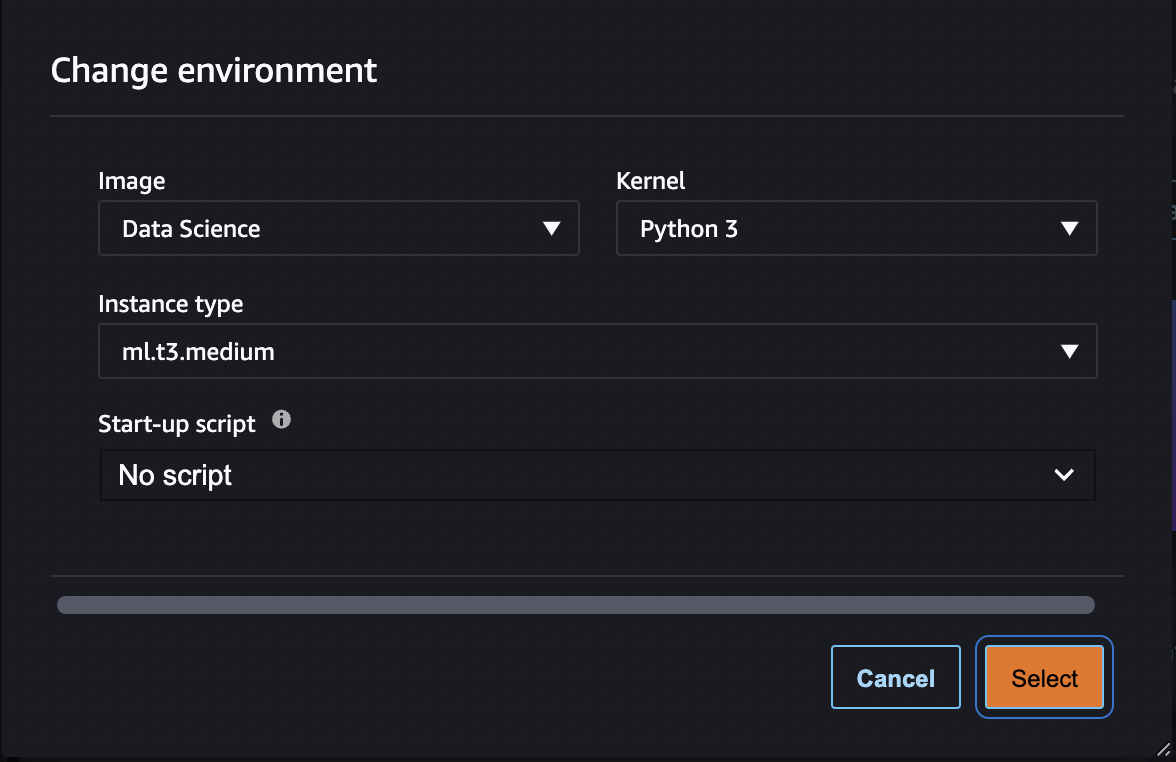 Change environment
Image
Kernel
Data Science
Python 3
Instance type
ml.t3.medium
Start-up script
No script
Cancel
Select